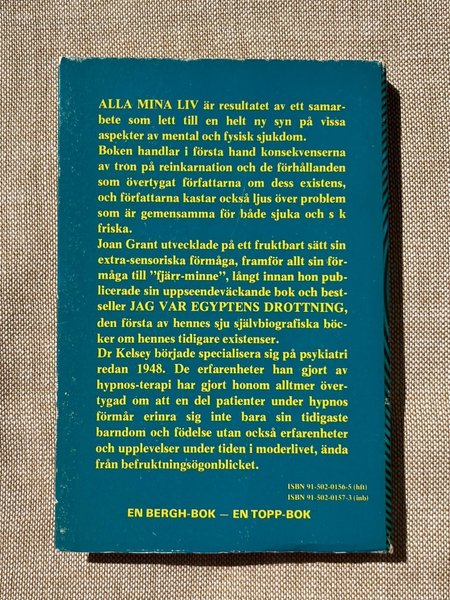 ALLA MINA LIV är resultatet av ett samar-
bete som lett till en helt ny syn på vissa
aspekter av mental och fysisk sjukdom.
Boken handlar i första hand konsekvenserna
av tron på reinkarnation och de förhållanden
som övertygat författarna om dess existens,
och författarna kastar också ljus över problem
som är gemensamma för både sjuka och s k
friska.
Joan Grant utvecklade på ett fruktbart sätt sin
extra-sensoriska förmåga, framför allt sin för-
måga till "fjärr-minne", långt innan hon pub-
licerade sin uppseendeväckande bok och best-
seller JAG VAR EGYPTENS DROTTNING,
den första av hennes sju självbiografiska böc-
ker om hennes tidigare existenser.
Dr Kelsey började specialisera sig på psykiatri
redan 1948. De erfarenheter han gjort av
hypnos-terapi har gjort honom alltmer över-
tygad om att en del patienter under hypnos
förmår erinra sig inte bara sin tidigaste
barndom och födelse utan också erfarenheter
och upplevelser under tiden i moderlivet, ända
från befruktningsögonblicket.
ISBN 91-502-0156-5 (hft)
ISBN 91-502-0157-3 (inb)
EN BERGH-BOK — EN TOPP-BOK